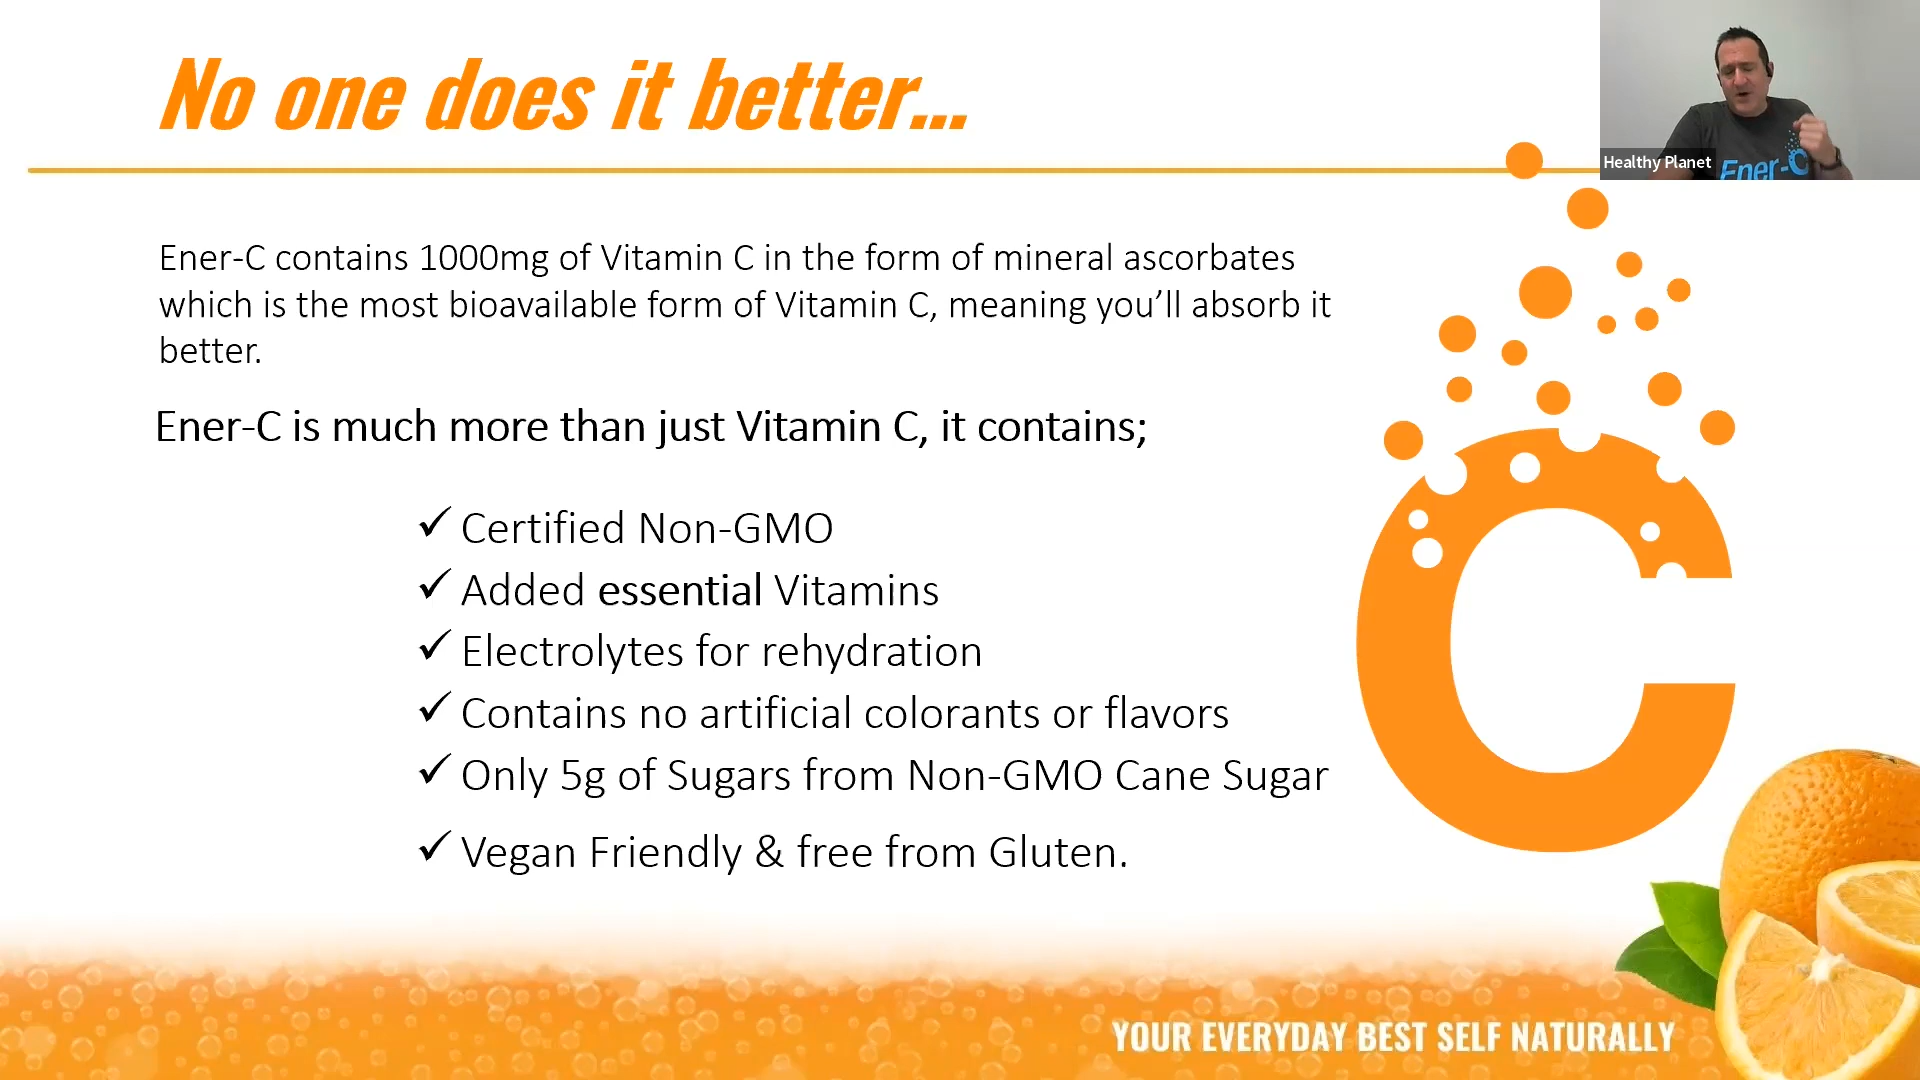 No one does it better...
Healthy Planet
Ener-C
Ener-C contains 1000mg of Vitamin C in the form of mineral ascorbates
which is the most bioavailable form of Vitamin C, meaning you’ll absorb it
better.
Ener-C is much more than just Vitamin C, it contains;
✓ Certified Non-GMO
✓ Added essential Vitamins
✓ Electrolytes for rehydration
✓ Contains no artificial colorants or flavors
✓ Only 5g of Sugars from Non-GMO Cane Sugar
✓ Vegan Friendly & free from Gluten.
C
YOUR EVERYDAY BEST SELF NATURALLY